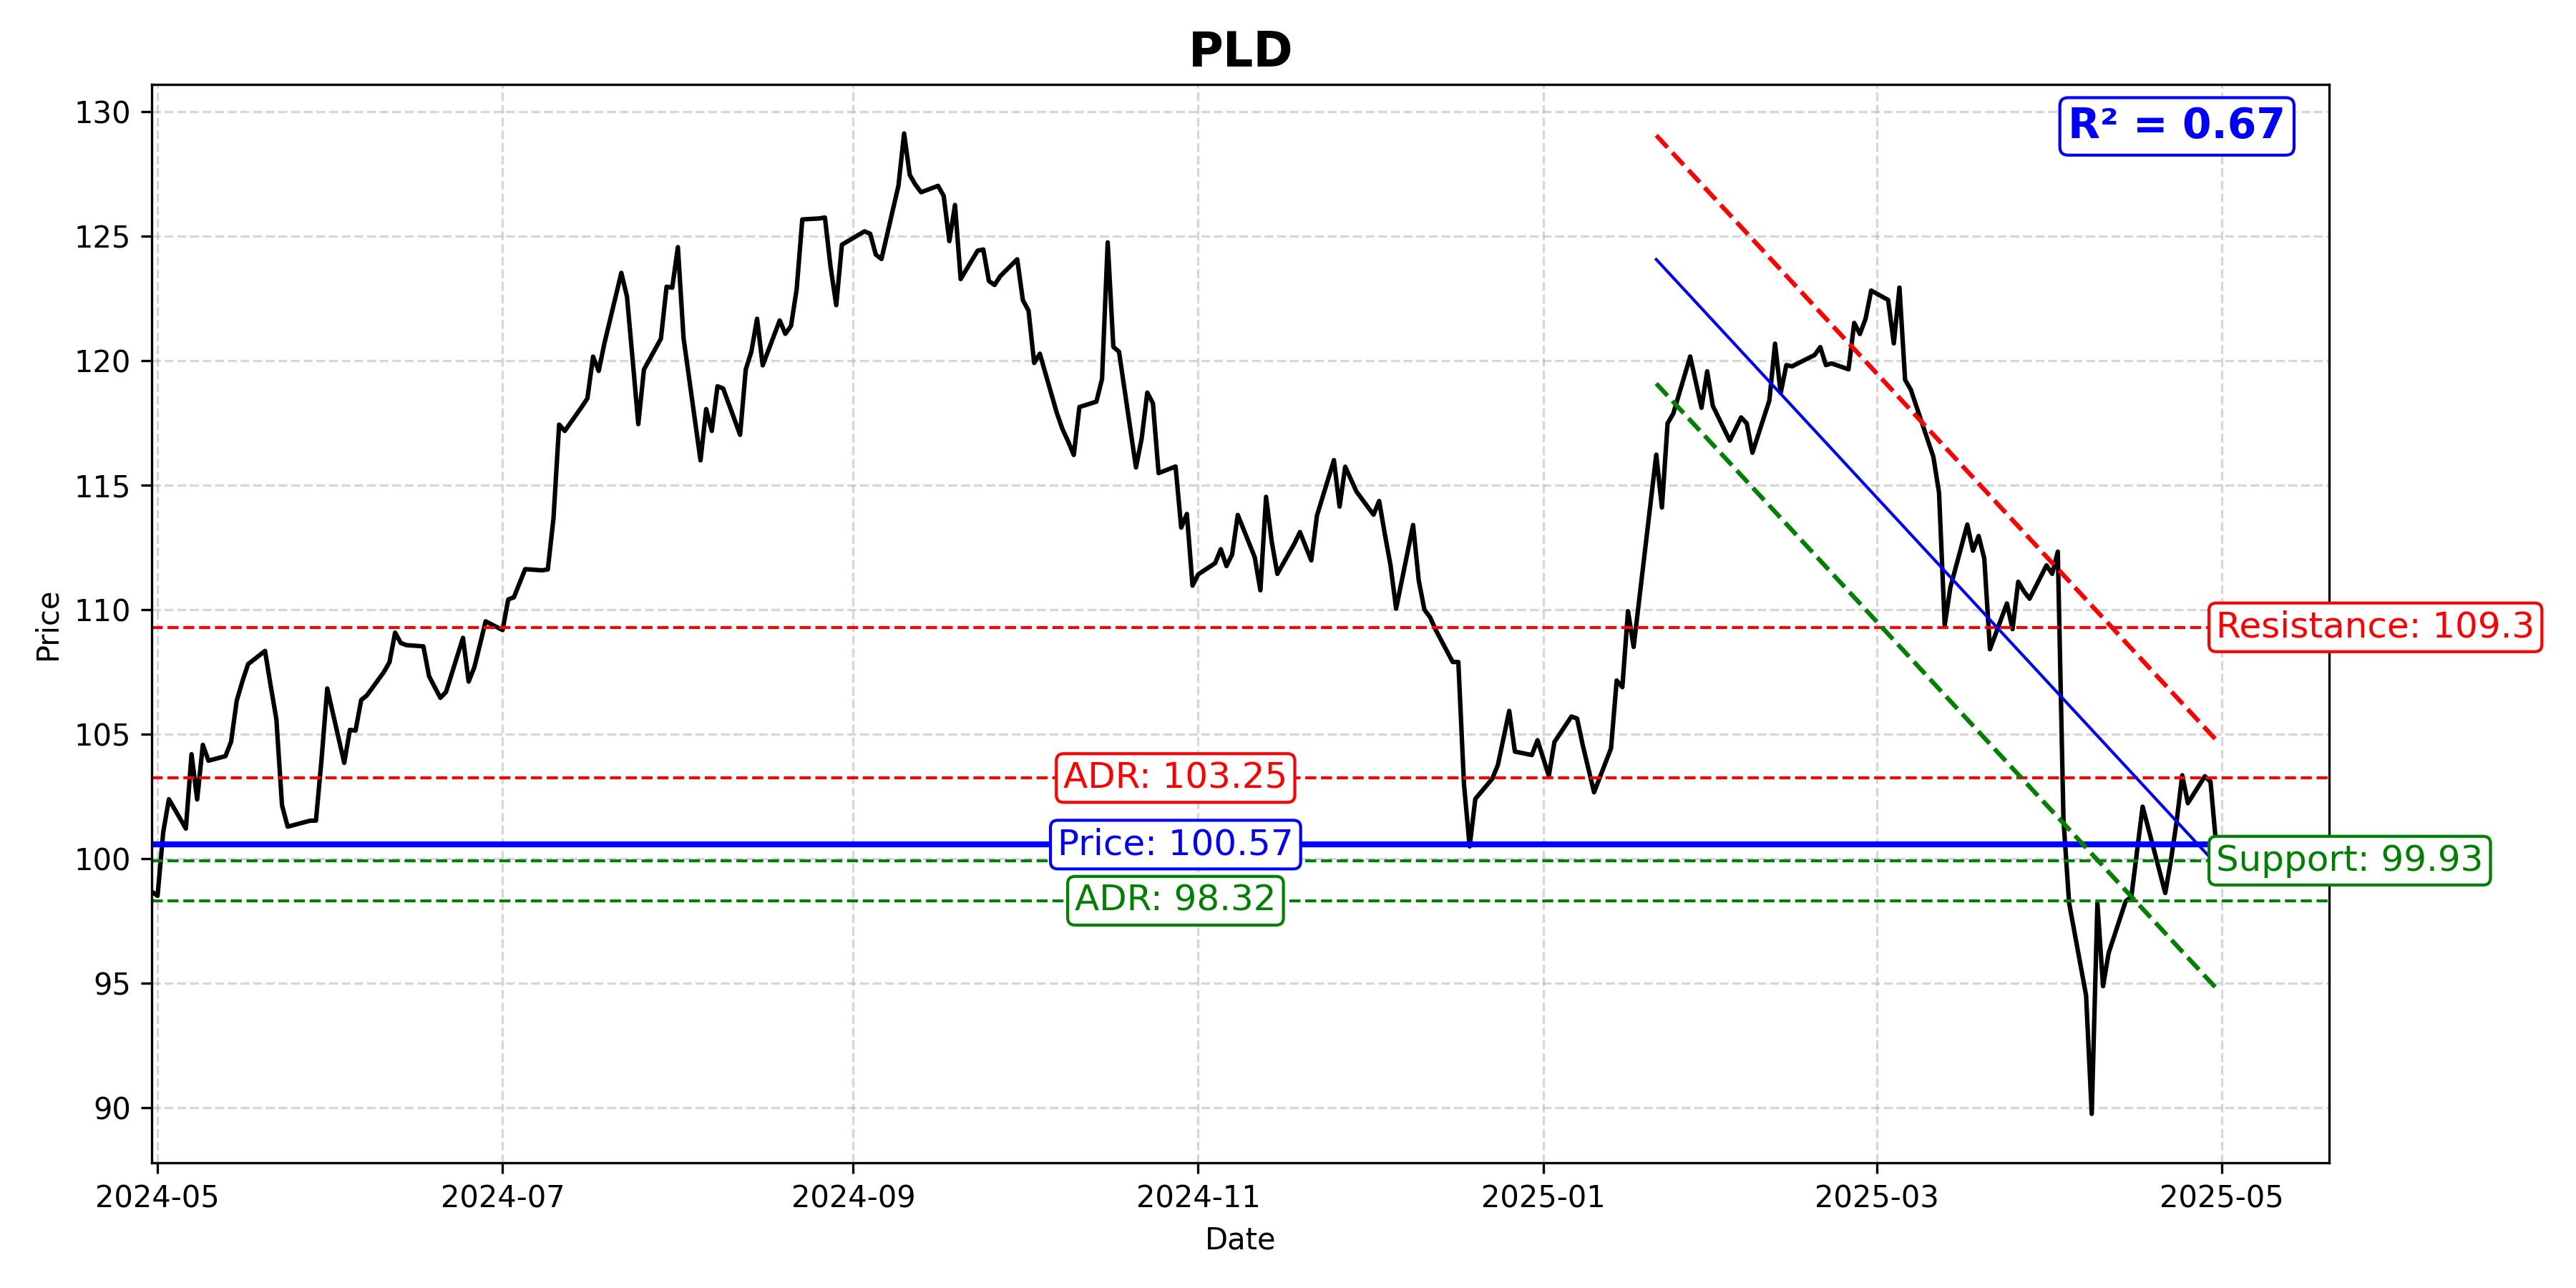 PLD
R² = 0.67
130
125
120
115
110
105
100
95
90
Price
Resistance: 109.3
ADR: 103.25
Price: 100.57
Support: 99.93
ADR: 98.32
2024-05
2024-07
2024-09
2024-11
2025-01
2025-03
2025-05
Date